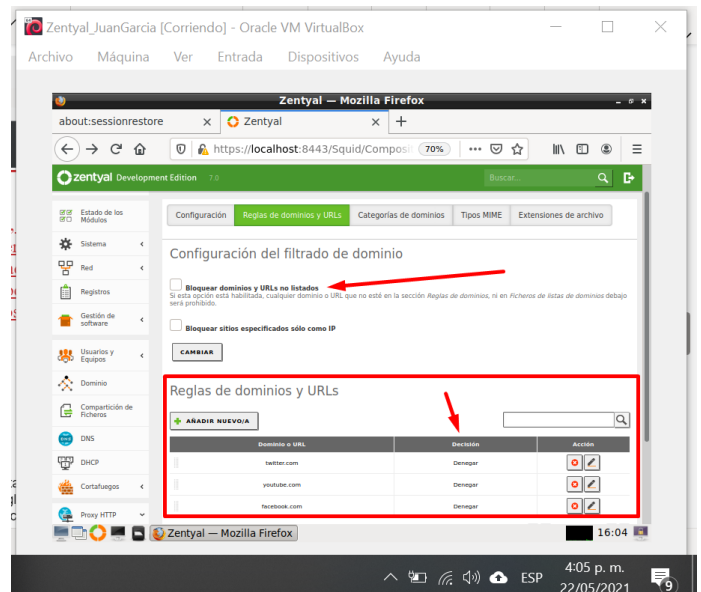 Zentyal_JuanGarcia [Corriendo] - Oracle VM VirtualBox
Archivo Máquina Ver Entrada Dispositivos Ayuda
Zentyal — Mozilla Firefox
about:sessionrestore
Zentyal
https://localhost:8443/Squid/Composi 70%
zentyal Development Edition 7.0
Buscar...
Estado de los
Módulos
Sistema
Red
Registros
Gestión de
software
Usuarios y
Equipos
Dominio
Compartición de
Ficheros
DNS
DHCP
Cortafuegos
Proxy HTTP
Configuración Reglas de dominios y URLs Categorías de dominios Tipos MIME Extensiones de archivo
Configuración del filtrado de dominio
Bloquear dominios y URLs no listados
Si esta opción está habilitada, cualquier dominio o URL que no esté en la sección Reglas de dominios, ni en Ficheros de listas de dominios debajo
será prohibido.
Bloquear sitios especificados sólo como IP
CAMBIAR
Reglas de dominios y URLs
+ AÑADIR NUEVO/A
Dominio o URL Decisión Acción
twitter.com Denegar
youtube.com Denegar
facebook.com Denegar
Zentyal — Mozilla Firefox
16:04
ESP
4:05 p. m.
22/05/2021
9